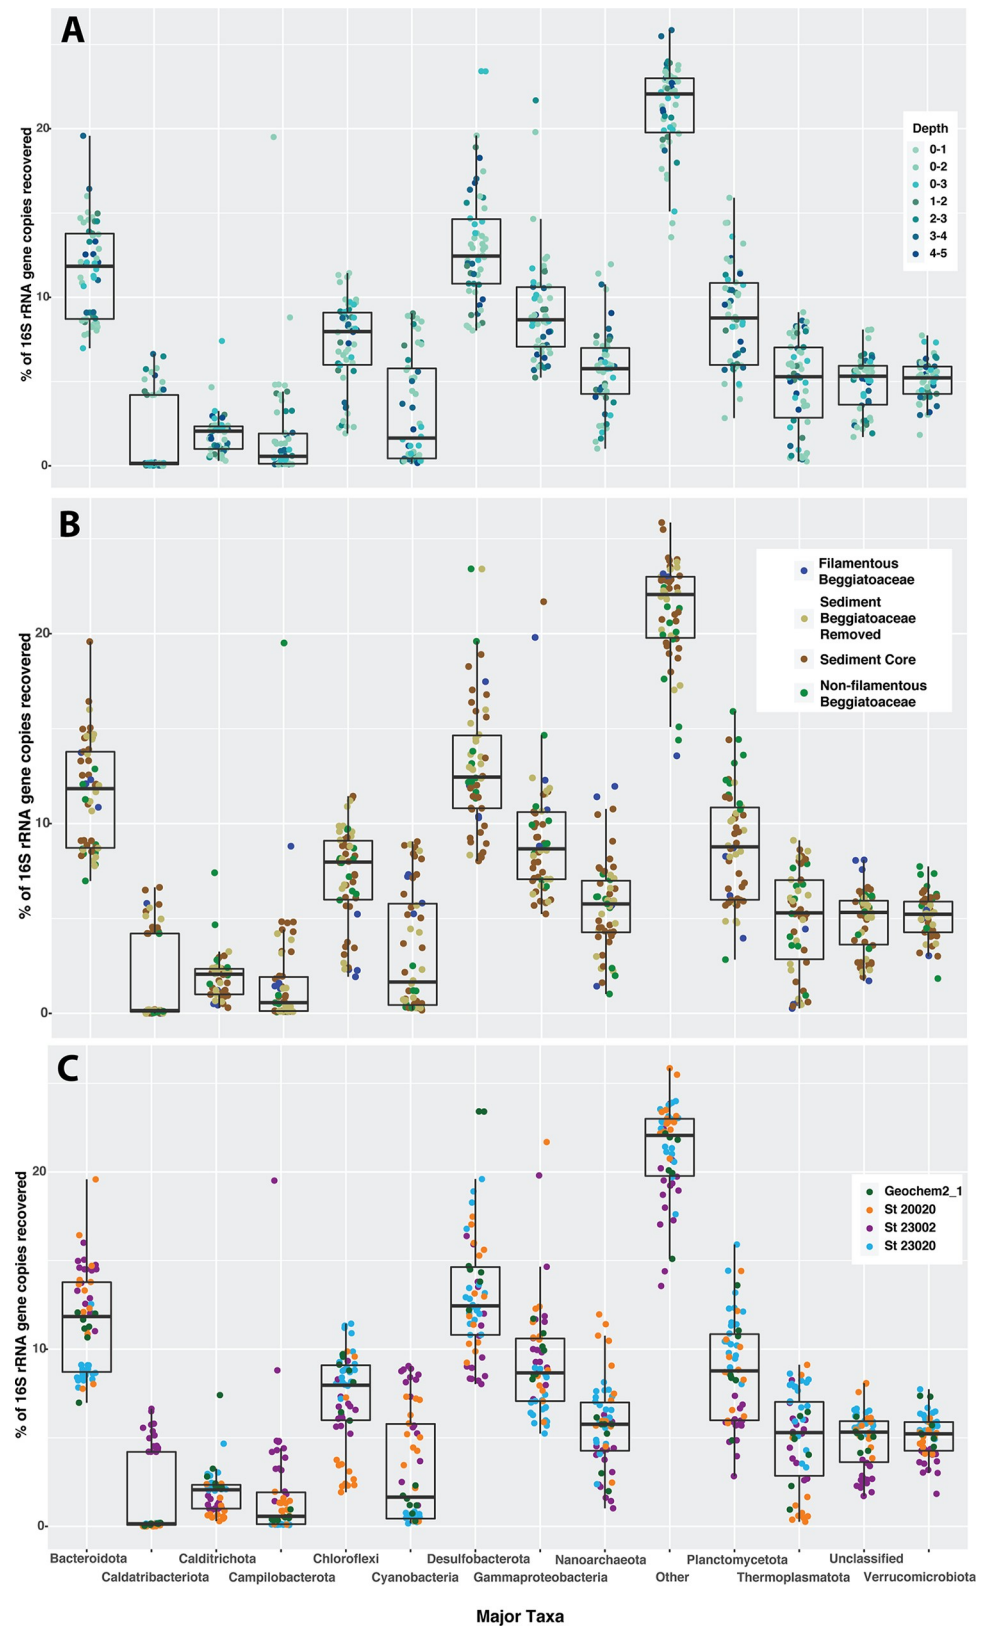 A
% of 16S rRNA gene copies recovered
20
10
0
Depth
0-1
0-2
0-3
1-2
2-3
3-4
4-5
B
% of 16S rRNA gene copies recovered
20
10
0
Filamentous
Beggiatoaceae
Sediment
Beggiatoaceae
Removed
Sediment Core
Non-filamentous
Beggiatoaceae
C
% of 16S rRNA gene copies recovered
20
10
0
Geochem2_1
St 20020
St 23002
St 23020
Bacteroidota Calditrichota Chloroflexi Desulfobacterota Nanoarchaeota Planctomycetota Unclassified
Caldatribacteriota Campilobacterota Cyanobacteria Gammaproteobacteria Other Thermoplasmatota Verrucomicrobiota
Major Taxa